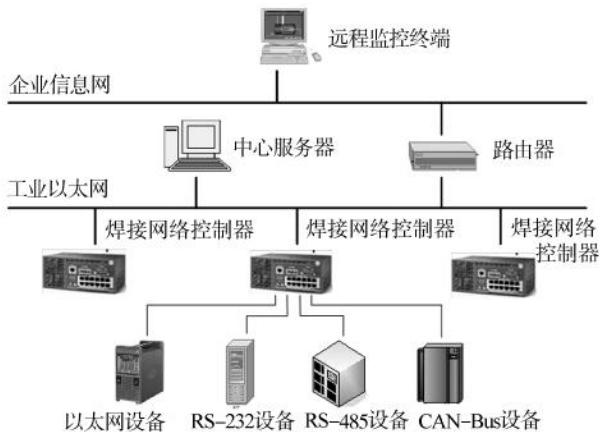 远程监控终端
企业信息网
中心服务器
路由器
工业以太网
焊接网络控制器
焊接网络控制器
焊接网络
控制器
以太网设备
RS-232设备
RS-485设备
CAN-Bus设备